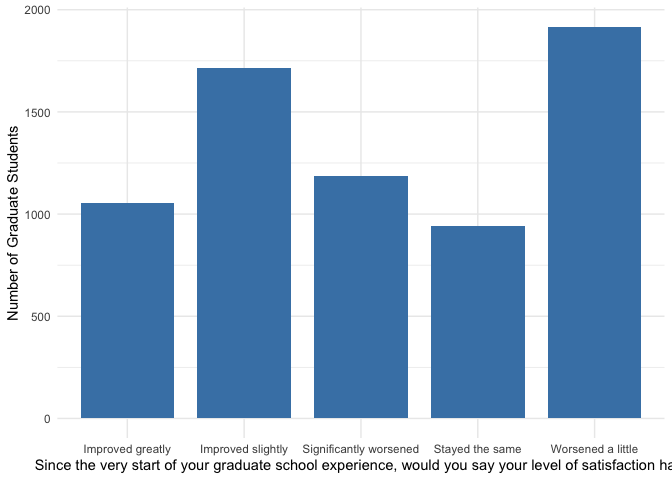 2000
1500
1000
500
0
Number of Graduate Students
Improved greatly Improved slightly Significantly worsened Stayed the same Worsened a little
Since the very start of your graduate school experience, would you say your level of satisfaction ha